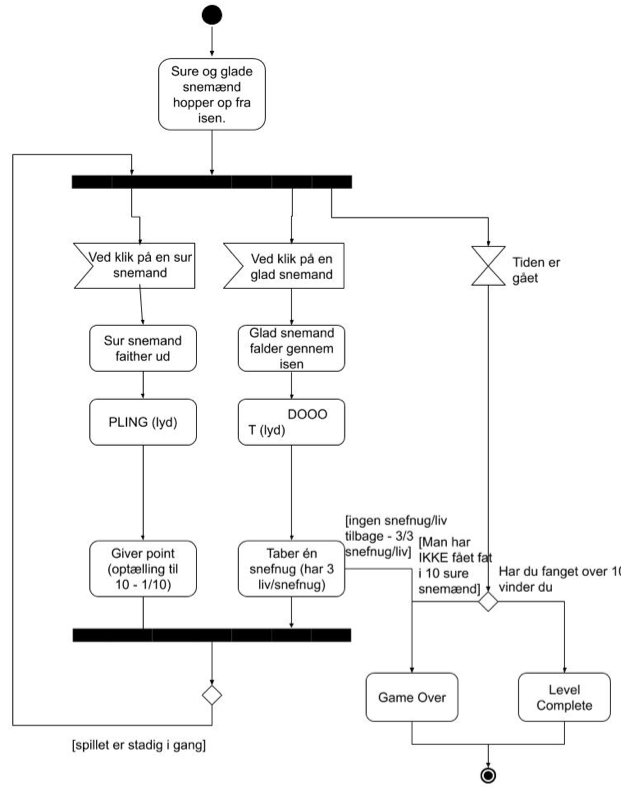 Sure og glade
snemænd
hopper op fra
isen.
Ved klik på en sur
snemand
Ved klik på en
glad snemand
Tiden er
gået
Sur snemand
faither ud
Glad snemand
falder gennem
isen
PLING (lyd)
DOOO
T (lyd)
[ingen snefnug/liv
tilbage - 3/3
snefnug/liv]
[Man har
IKKE fået fat
i 10 sure
snemænd]
Har du fanget over 10
vinder du
Giver point
(optælling til
10 - 1/10)
Taber én
snefnug (har 3
liv/snefnug)
Game Over
Level
Complete
[spillet er stadig i gang]